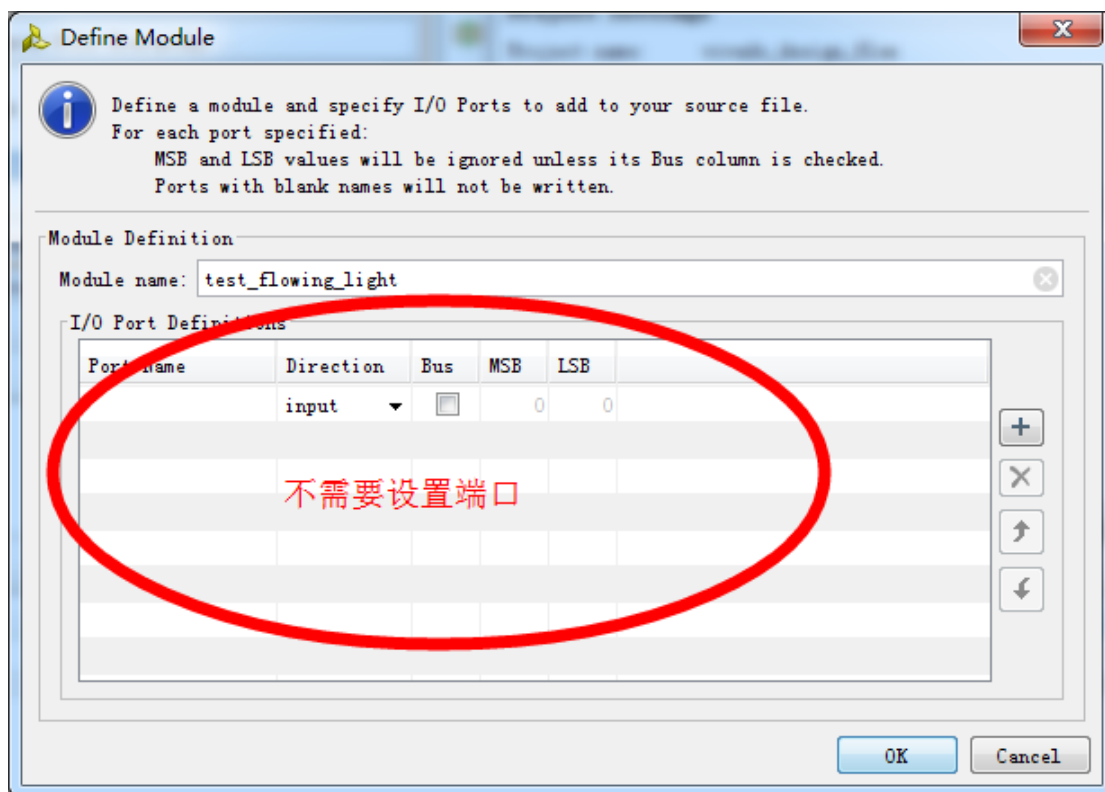 Define Module
Define a module and specify I/O Ports to add to your source file.
For each port specified:
MSB and LSB values will be ignored unless its Bus column is checked.
Ports with blank names will not be written.
Module Definition
Module name: test_flowing_light
I/O Port Definitions
Port Name Direction Bus MSB LSB
input 0 0
不需要设置端口
OK Cancel